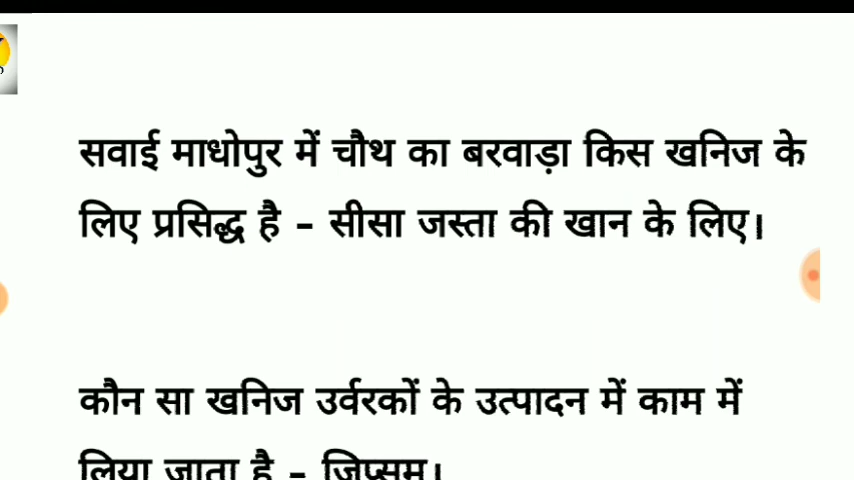 सवाई माधोपुर में चौथ का बरवाड़ा किस खनिज के
लिए प्रसिद्ध है - सीसा जस्ता की खान के लिए।
कौन सा खनिज उर्वरकों के उत्पादन में काम में
लिया जाता है - जिप्सम।